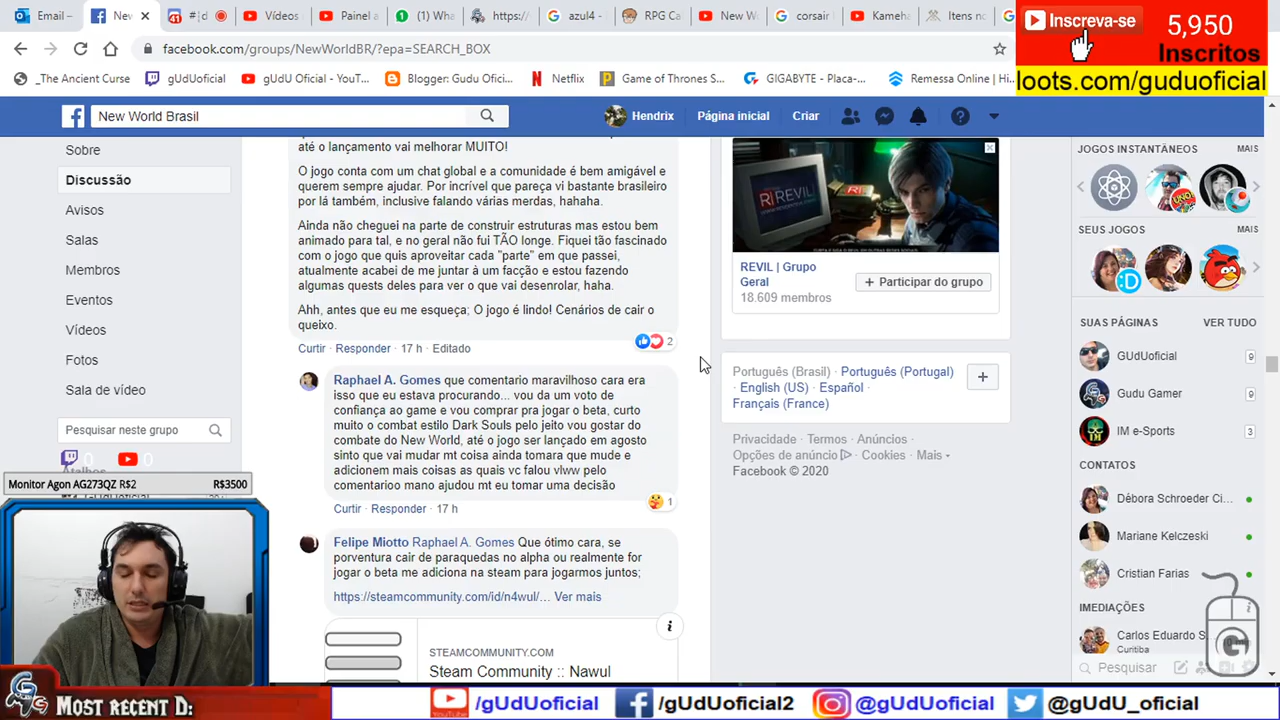 Email –
New
(d
Vídeos
Painel a
(1) Wha
https:/
azul4 -
RPG Ca
New Wo
corsair
Kameha
Itens no
Inscreva-se
5,950
Inscritos
loots.com/guduoficial
facebook.com/groups/NewWorldBR/?epa=SEARCH_BOX
_The Ancient Curse
gUdUoficial
gUdU Oficial - YouT...
Blogger: Gudu Ofici...
Netflix
Game of Thrones S...
GIGABYTE - Placa-...
Remessa Online | Hi...
New World Brasil
Hendrix
Página inicial
Criar
Sobre
Discussão
Avisos
Salas
Membros
Eventos
Vídeos
Fotos
Sala de vídeo
Pesquisar neste grupo
0
0
Atalhos
Monitor Agon AG273QZ R$2
R$3500
até o lançamento vai melhorar MUITO!
O jogo conta com um chat global e a comunidade é bem amigável e
querem sempre ajudar. Por incrível que pareça vi bastante brasileiro
por lá também, inclusive falando várias merdas, hahaha.
Ainda não cheguei na parte de construir estruturas mas estou bem
animado para tal, e no geral não fui TÃO longe. Fiquei tão fascinado
com o jogo que quis aproveitar cada "parte" em que passei,
atualmente acabei de me juntar à um facção e estou fazendo
algumas quests deles para ver o que vai desenrolar, haha.
Ahh, antes que eu me esqueça; O jogo é lindo! Cenários de cair o
queixo.
2
Curtir · Responder · 17 h · Editado
Raphael A. Gomes que comentario maravilhoso cara era
isso que eu estava procurando... vou da um voto de
confiança ao game e vou comprar pra jogar o beta, curto
muito o combat estilo Dark Souls pelo jeito vou gostar do
combate do New World, até o jogo ser lançado em agosto
sinto que vai mudar mt coisa ainda tomara que mude e
adicionem mais coisas as quais vc falou vlww pelo
comentarioo mano ajudou mt eu tomar uma decisão
1
Curtir · Responder · 17 h
Felipe Miotto Raphael A. Gomes Que ótimo cara, se
porventura cair de paraquedas no alpha ou realmente for
jogar o beta me adiciona na steam para jogarmos juntos;
https://steamcommunity.com/id/n4wul/... Ver mais
STEAMCOMMUNITY.COM
Steam Community :: Nawul
REVIL
REVIL | Grupo
Geral
18.609 membros
+ Participar do grupo
Português (Brasil) · Português (Portugal)
· English (US) · Español ·
Français (France)
Privacidade · Termos · Anúncios ·
Opções de anúncio · Cookies · Mais
Facebook © 2020
JOGOS INSTANTÂNEOS
MAIS
UNO
SEUS JOGOS
MAIS
SUAS PÁGINAS
VER TUDO
GUdUoficial
9
Gudu Gamer
9
IM e-Sports
3
CONTATOS
Débora Schroeder Ci...
Mariane Kelczeski
Cristian Farias
IMEDIAÇÕES
Carlos Eduardo S
Curitiba
Pesquisar
MOST RECENT D:
/gUdUoficial
/gUdUoficial2
@gUdUoficial
@gUdU_oficial